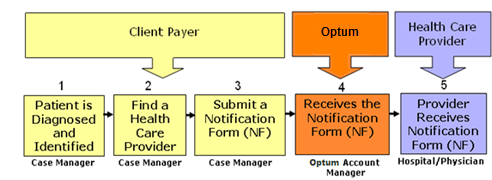 Client Payer
Optum
Health Care
Provider
1
2
3
4
5
Patient is
Diagnosed
and
Identified
Find a
Health
Care
Provider
Submit a
Notification
Form (NF)
Receives the
Notification
Form (NF)
Provider
Receives
Notification
Form (NF)
Case Manager
Case Manager
Case Manager
Optum Account
Manager
Hospital/Physician